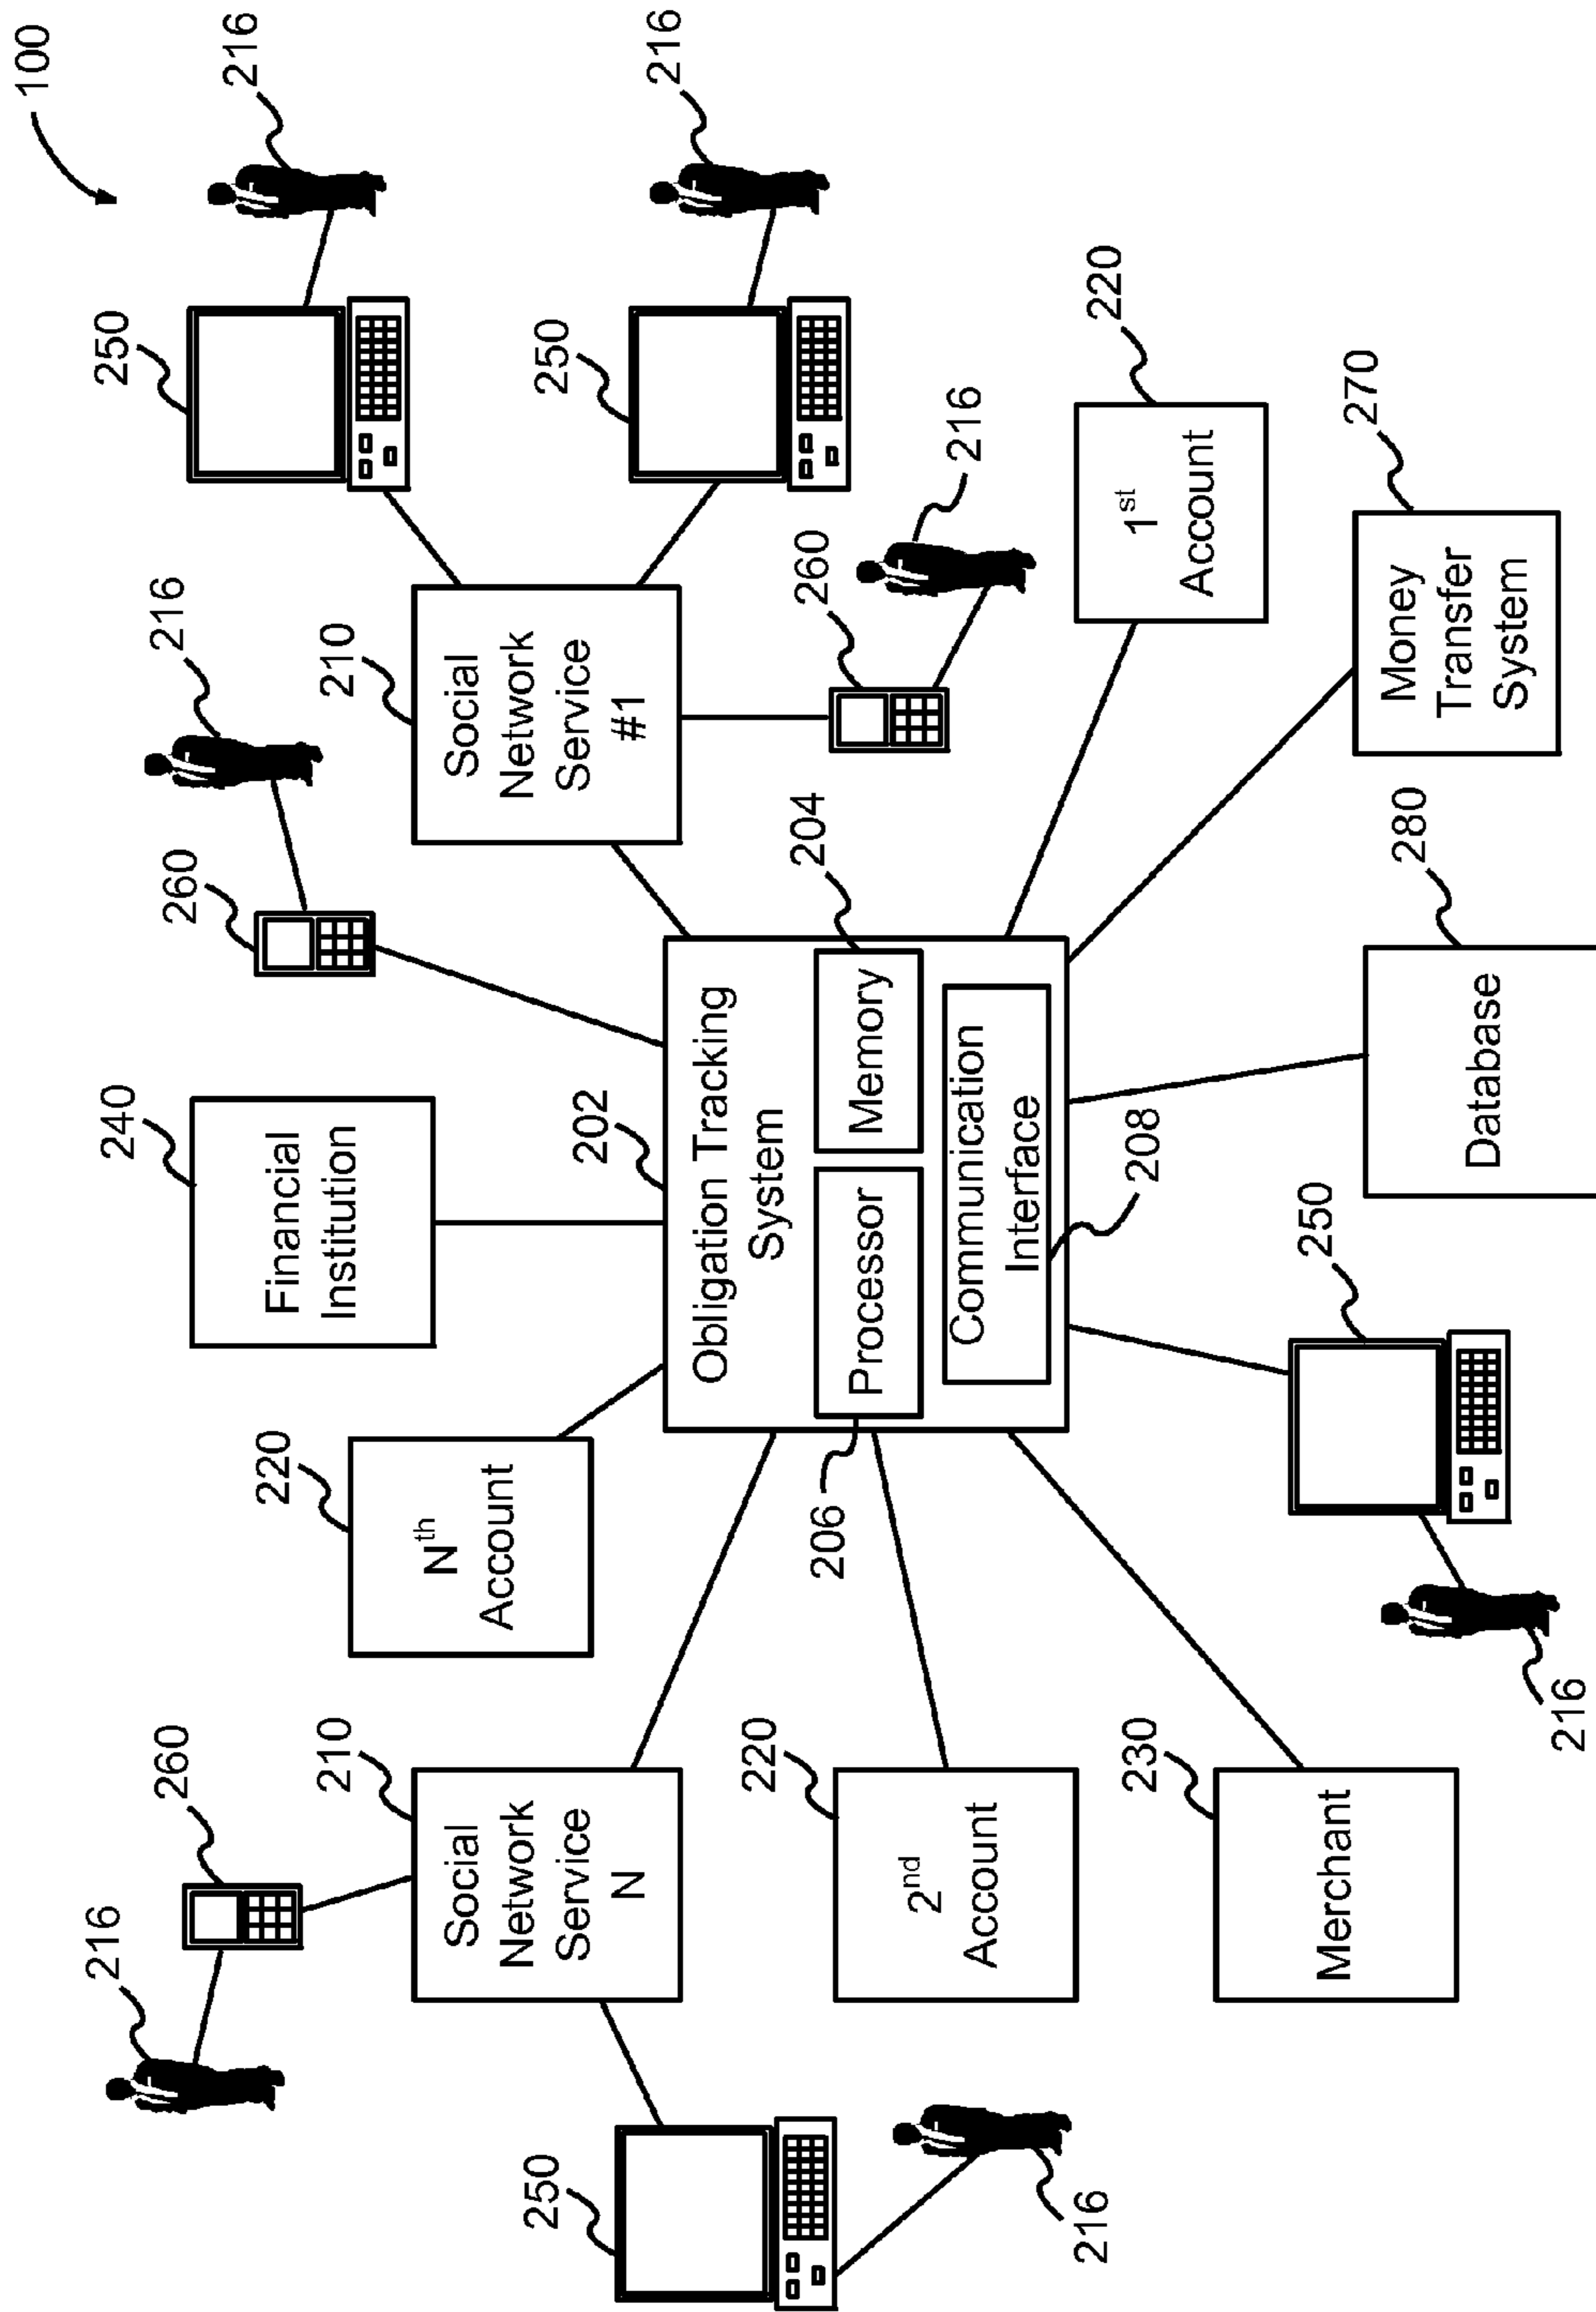 100
216
240
250
216
260
260
216
220
Financial
Institution
210
210
Nth
Account
Social
Network
Service
N
Social
Network
Service
#1
250
202
250
216
Obligation Tracking
System
220
206
Processor
Memory
204
260
2nd
Account
Communication
Interface
216
216
230
208
220
1st
Account
Merchant
250
280
270
Money
Transfer
System
Database
216